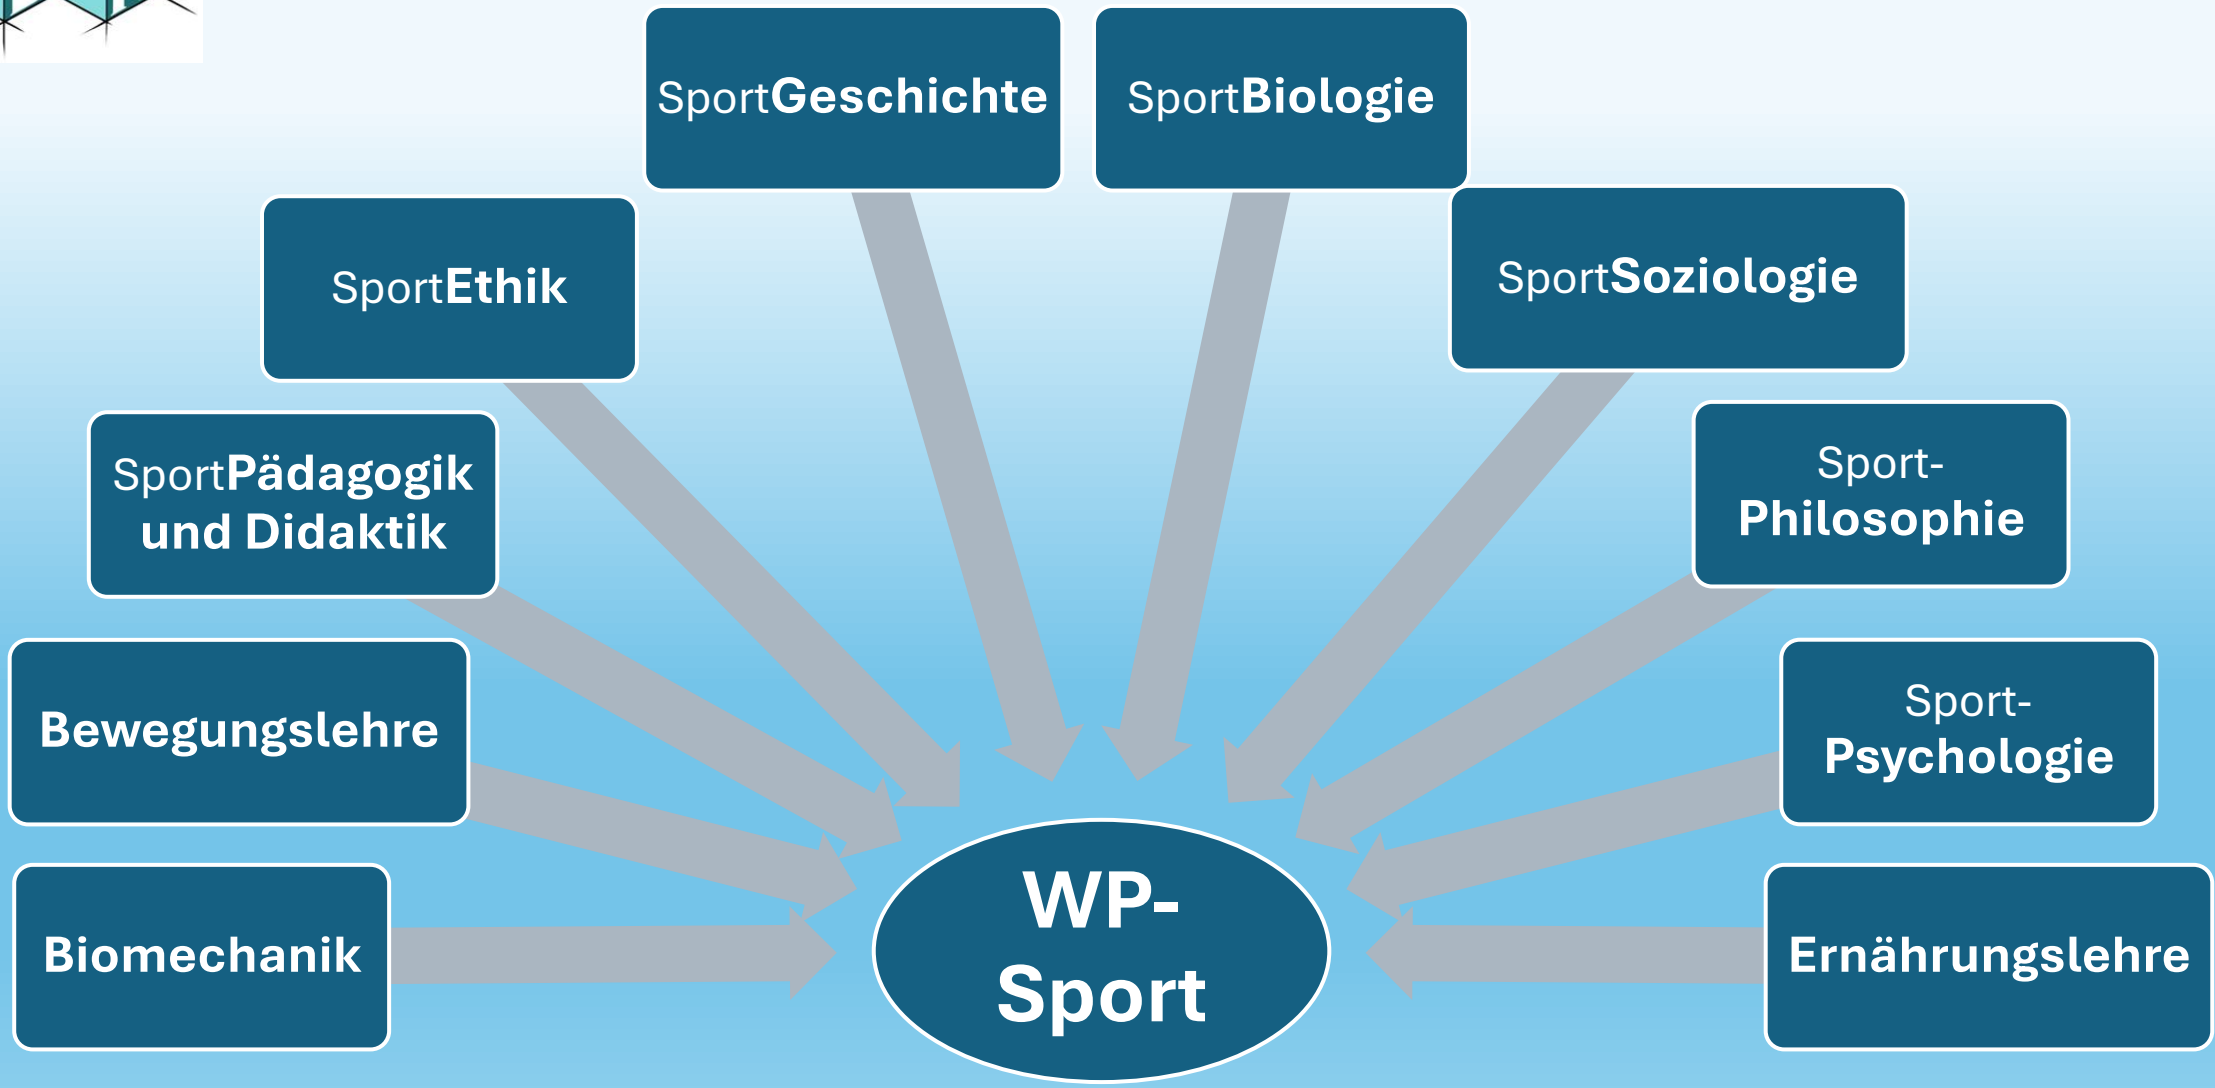 SportGeschichte
SportBiologie
SportEthik
SportSoziologie
SportPädagogik
und Didaktik
Sport-
Philosophie
Bewegungslehre
Sport-
Psychologie
Biomechanik
WP-
Sport
Ernährungslehre